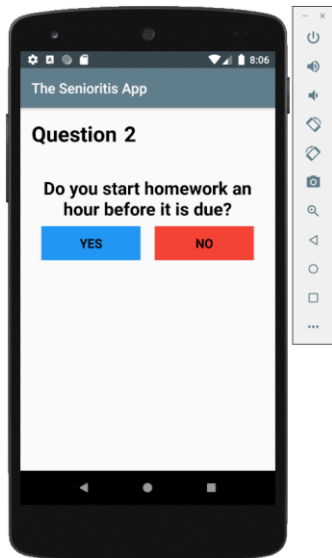 8:06
The Senioritis App
Question 2
Do you start homework an
hour before it is due?
YES
NO